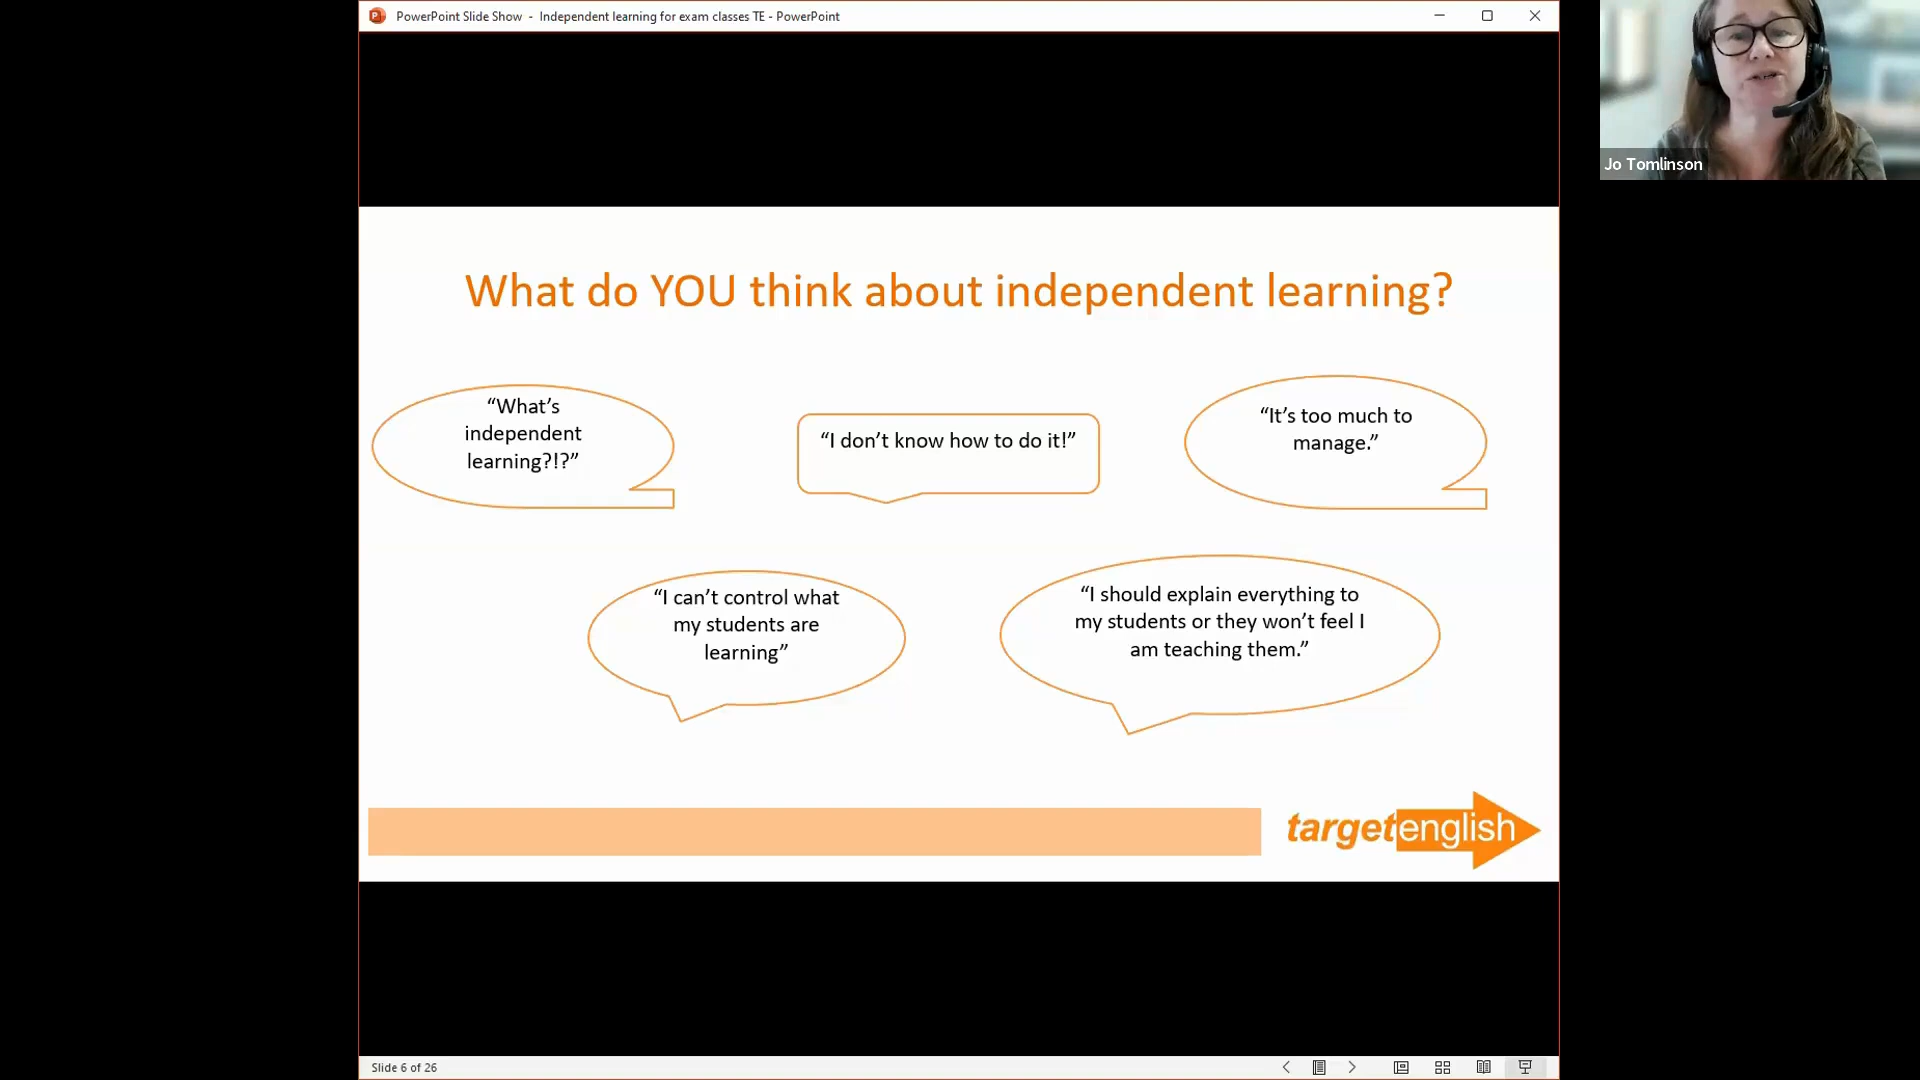 PowerPoint Slide Show - Independent learning for exam classes TE - PowerPoint
Jo Tomlinson
What do YOU think about independent learning?
“What’s
independent
learning?!?”
“I don’t know how to do it!”
“It’s too much to
manage.”
“I can’t control what
my students are
learning”
“I should explain everything to
my students or they won’t feel I
am teaching them.”
targetenglish
Slide 6 of 26